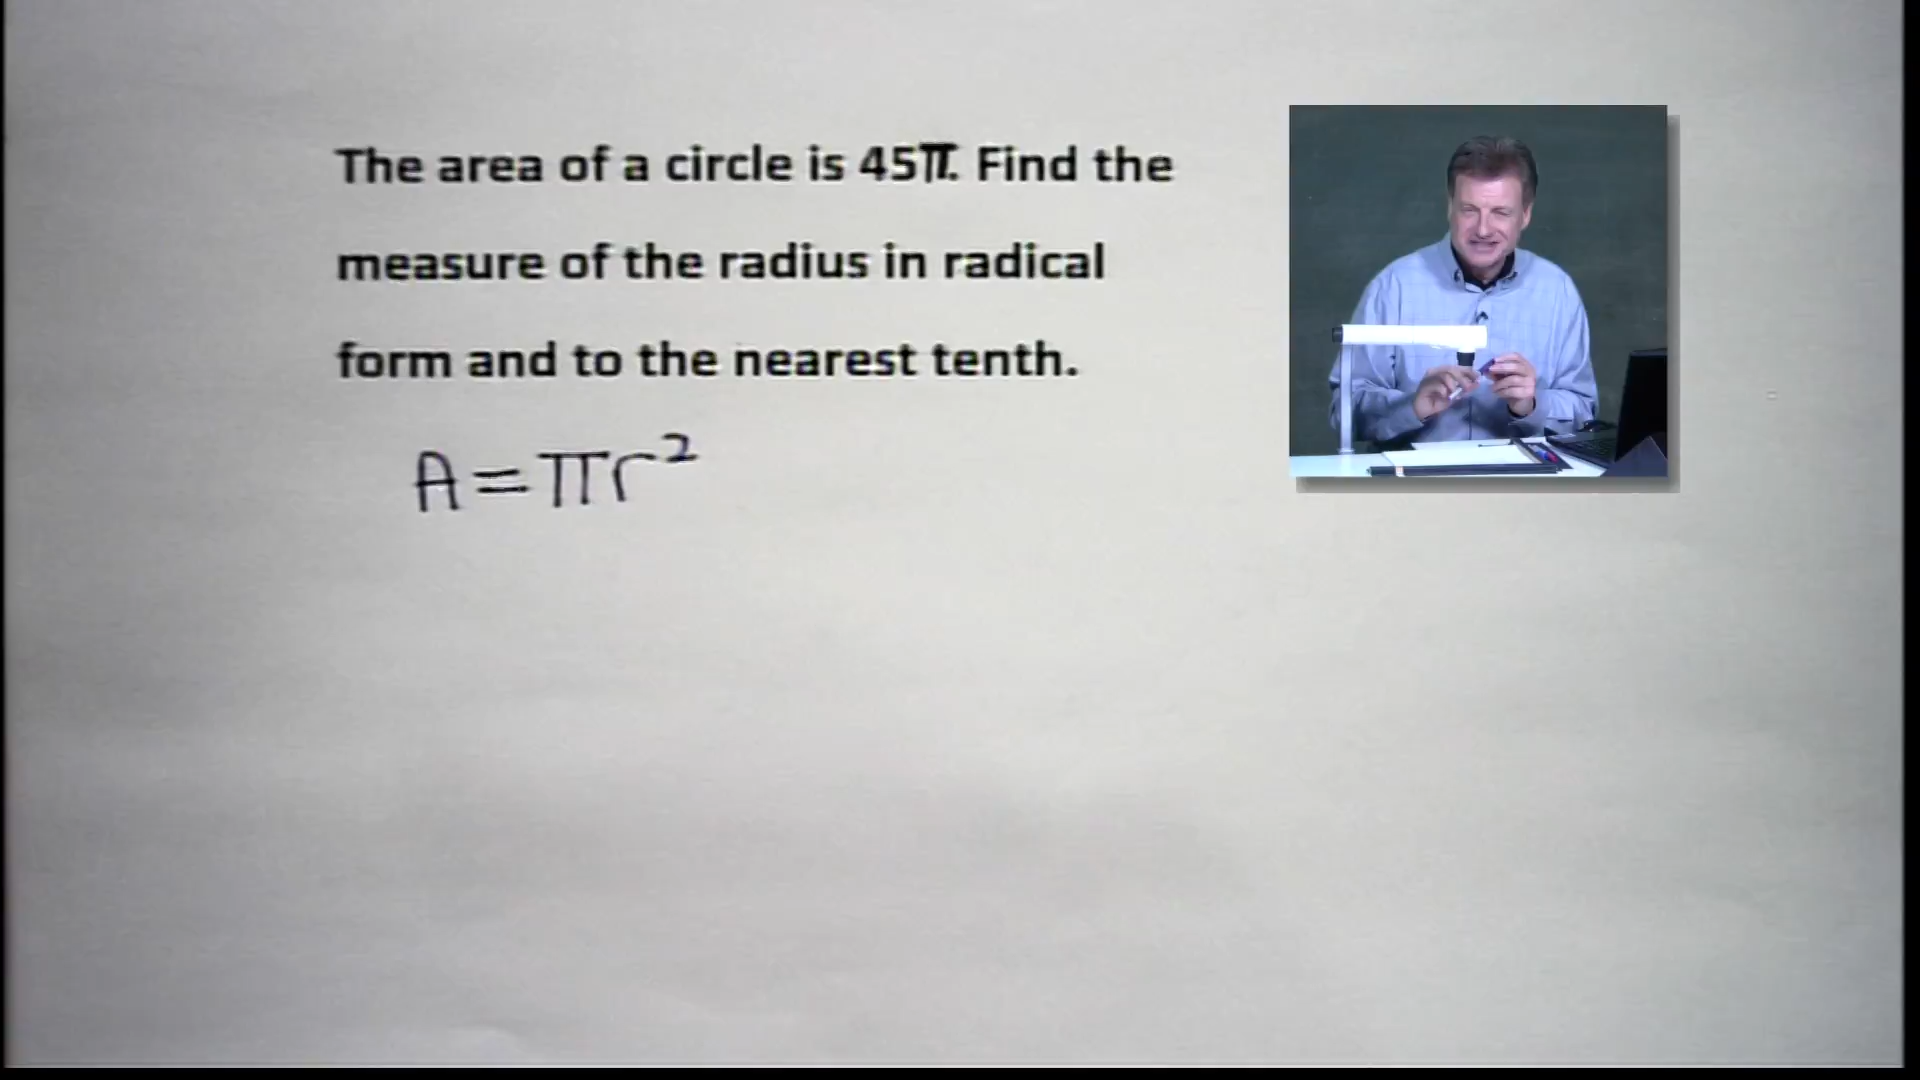 The area of a circle is 45π. Find the
measure of the radius in radical
form and to the nearest tenth.
A = πr²